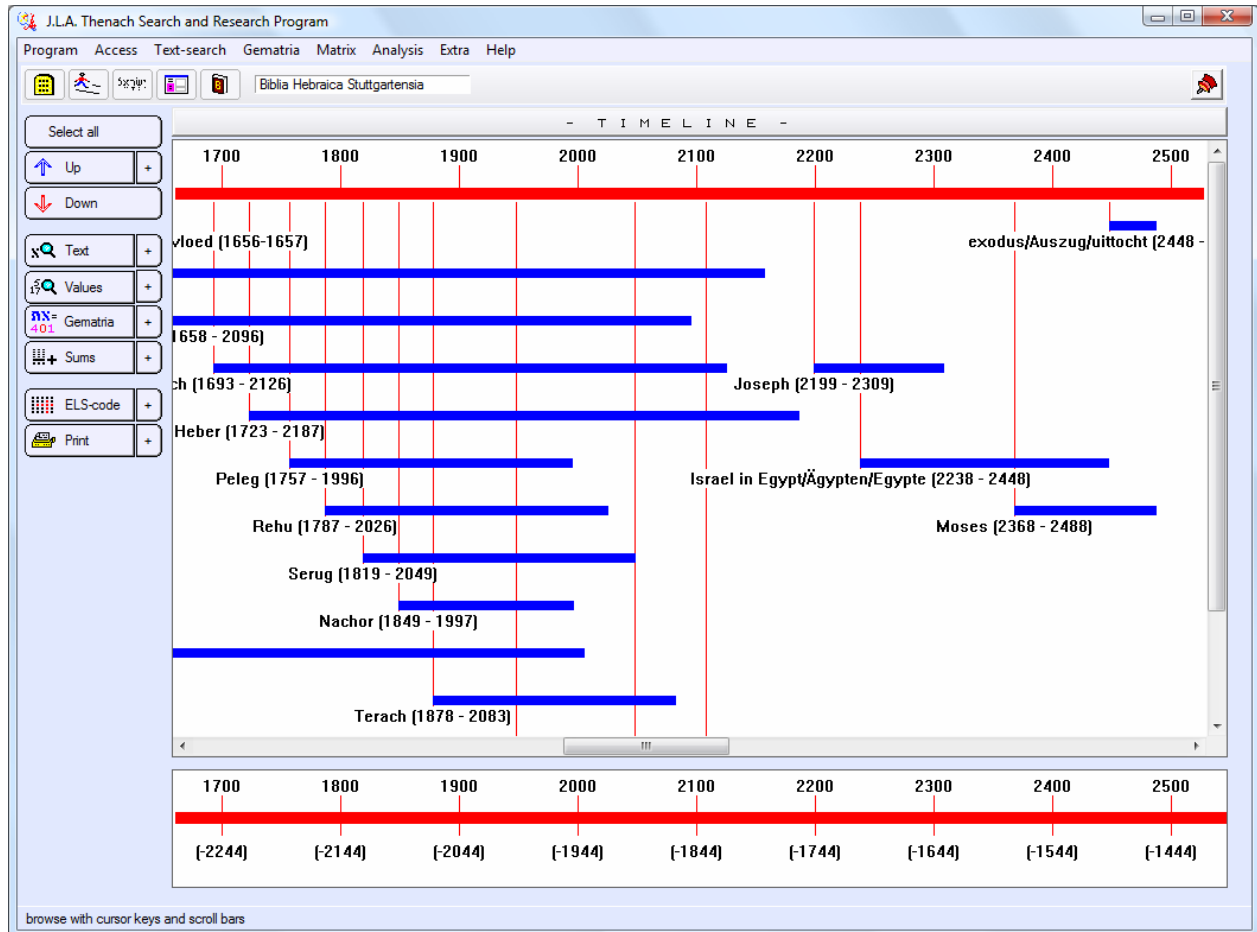 J.L.A. Thenach Search and Research Program
Program Access Text-search Gematria Matrix Analysis Extra Help
Biblia Hebraica Stuttgartensia
Select all
Up +
Down
Text +
Values +
אתּ= 401 Gematria +
Sums +
ELS-code +
Print +
- T I M E L I N E -
1700 1800 1900 2000 2100 2200 2300 2400 2500
vloed (1656-1657)
exodus/Auszug/uittocht (2448 -
1658 - 2096)
ch (1693 - 2126)
Joseph (2199 - 2309)
Heber (1723 - 2187)
Peleg (1757 - 1996)
Israel in Egypt/Ägypten/Egypte (2238 - 2448)
Rehu (1787 - 2026)
Moses (2368 - 2488)
Serug (1819 - 2049)
Nachor (1849 - 1997)
Terach (1878 - 2083)
1700 1800 1900 2000 2100 2200 2300 2400 2500
(-2244) (-2144) (-2044) (-1944) (-1844) (-1744) (-1644) (-1544) (-1444)
browse with cursor keys and scroll bars